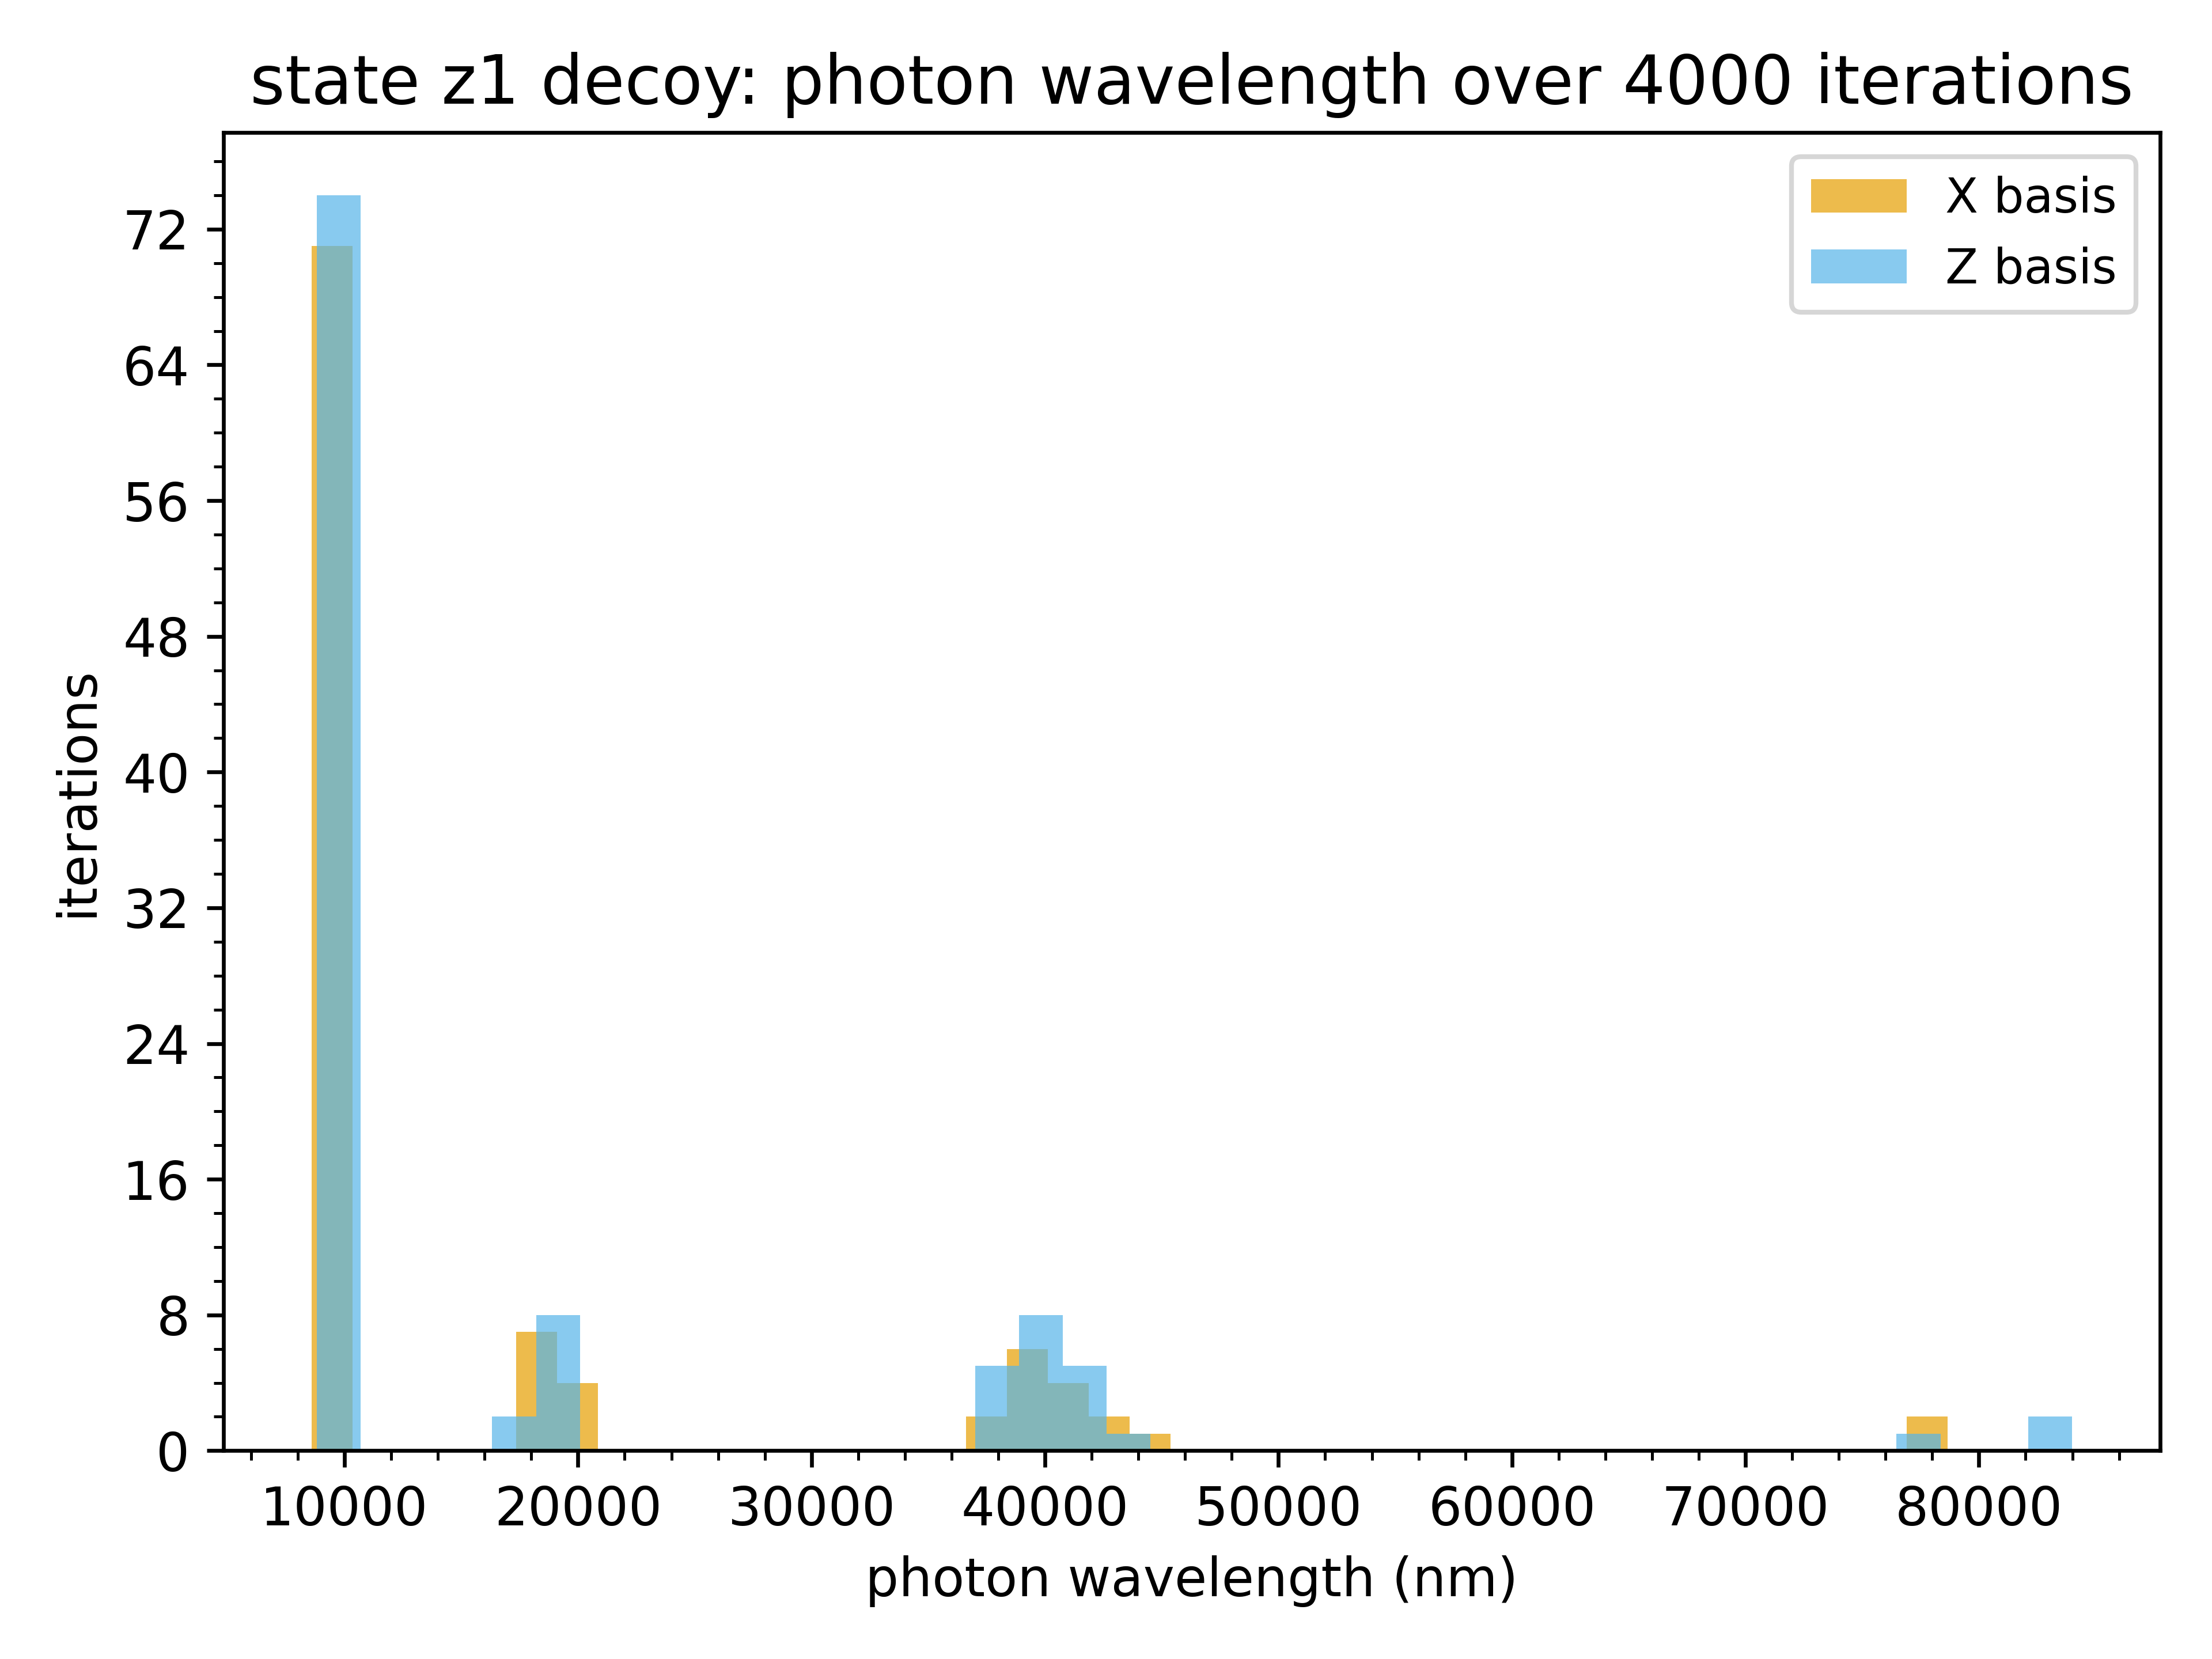 state z1 decoy: photon wavelength over 4000 iterations
X basis
Z basis
72
64
56
48
40
32
24
16
8
0
iterations
10000 20000 30000 40000 50000 60000 70000 80000
photon wavelength (nm)